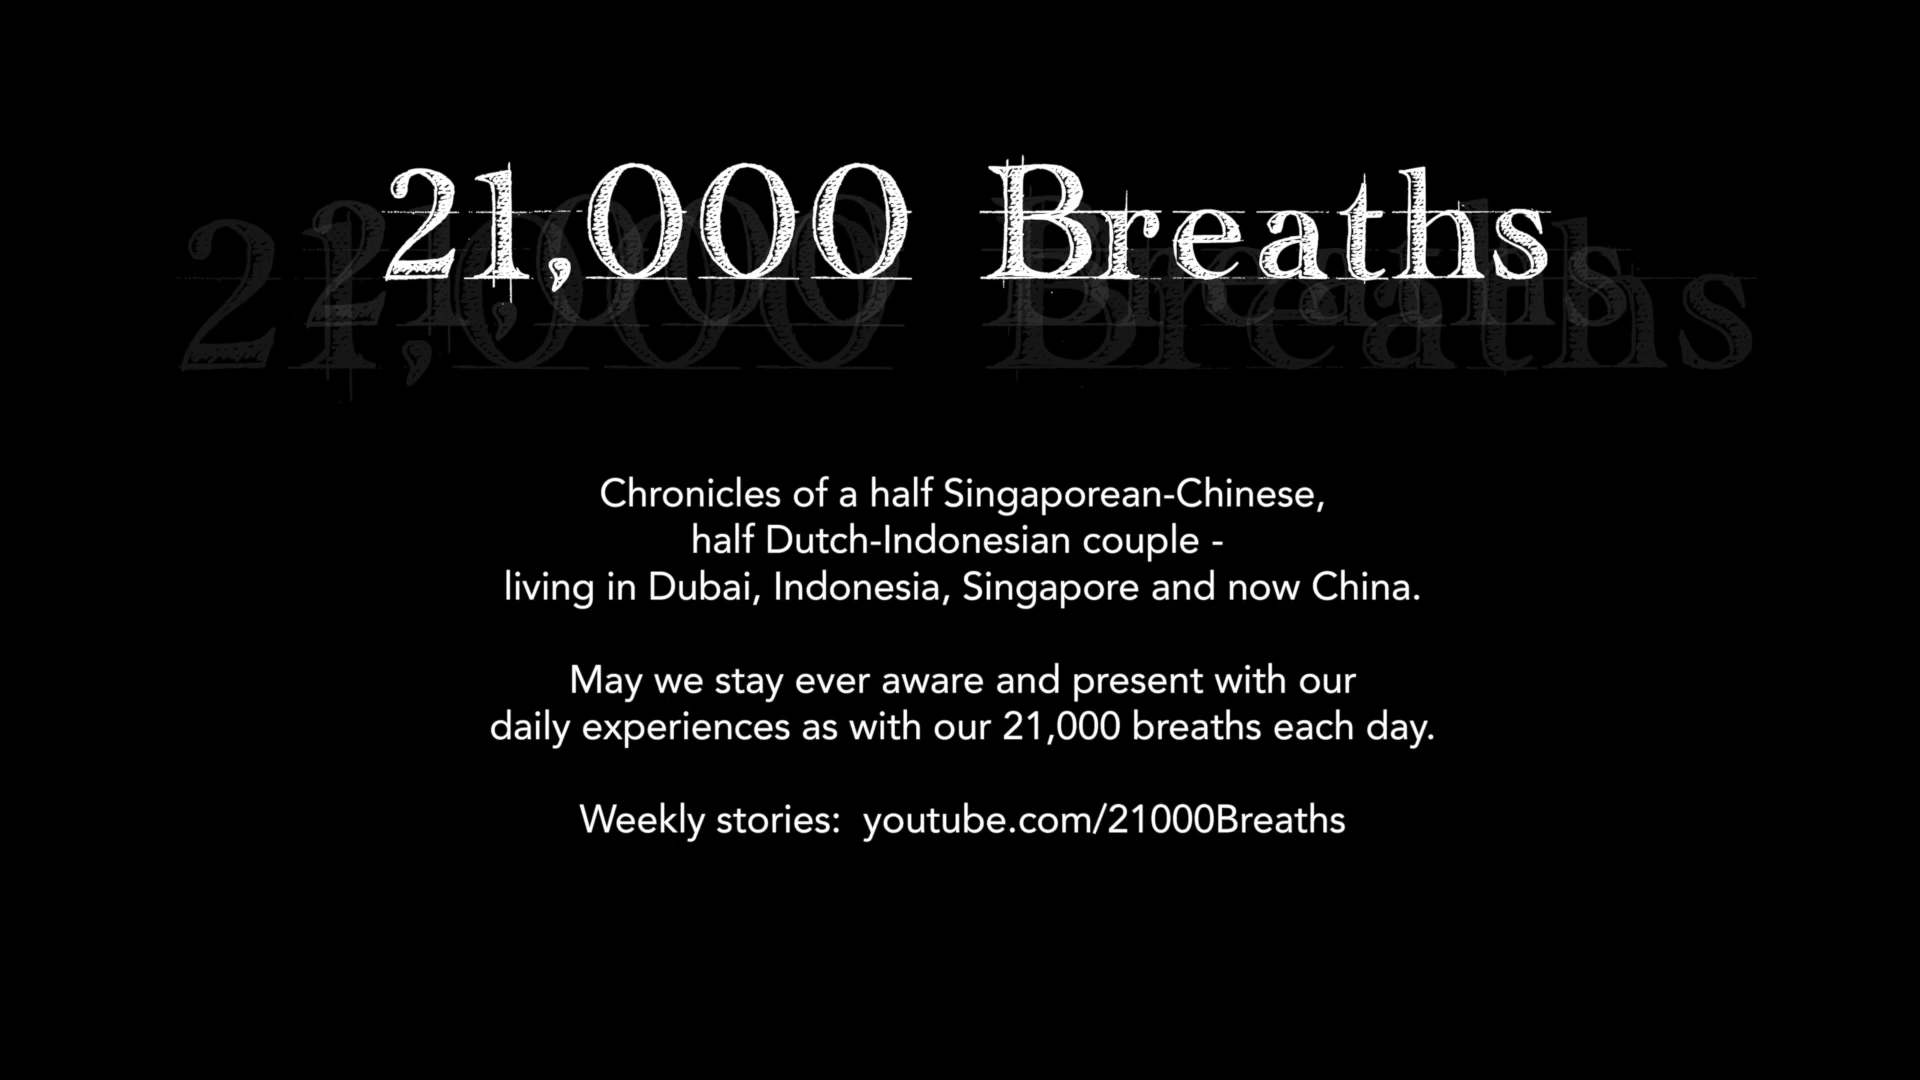 21,000 Breaths
Chronicles of a half Singaporean-Chinese,
half Dutch-Indonesian couple -
living in Dubai, Indonesia, Singapore and now China.
May we stay ever aware and present with our
daily experiences as with our 21,000 breaths each day.
Weekly stories:  youtube.com/21000Breaths